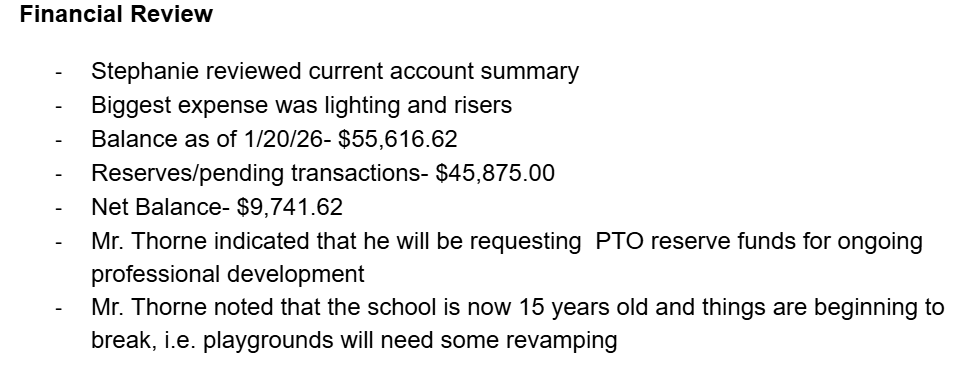 Financial Review
- Stephanie reviewed current account summary
- Biggest expense was lighting and risers
- Balance as of 1/20/26- $55,616.62
- Reserves/pending transactions- $45,875.00
- Net Balance- $9,741.62
- Mr. Thorne indicated that he will be requesting  PTO reserve funds for ongoing
professional development
- Mr. Thorne noted that the school is now 15 years old and things are beginning to
break, i.e. playgrounds will need some revamping